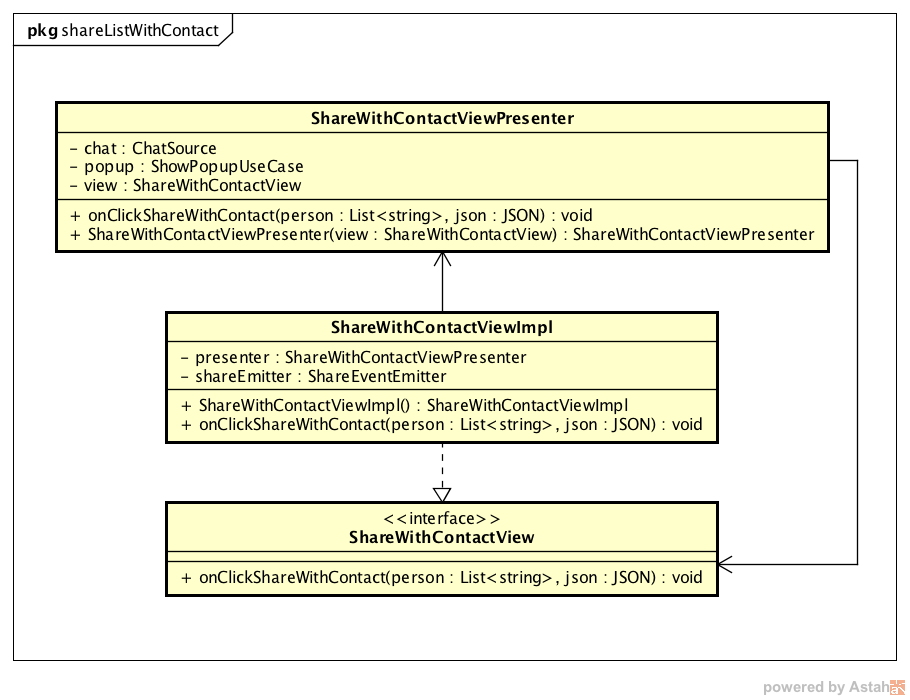 pkg shareListWithContact
ShareWithContactViewPresenter
- chat : ChatSource
- popup : ShowPopupUseCase
- view : ShareWithContactView
+ onClickShareWithContact(person : List<string>, json : JSON) : void
+ ShareWithContactViewPresenter(view : ShareWithContactView) : ShareWithContactViewPresenter
ShareWithContactViewImpl
- presenter : ShareWithContactViewPresenter
- shareEmitter : ShareEventEmitter
+ ShareWithContactViewImpl() : ShareWithContactViewImpl
+ onClickShareWithContact(person : List<string>, json : JSON) : void
<<interface>>
ShareWithContactView
+ onClickShareWithContact(person : List<string>, json : JSON) : void
powered by Astah